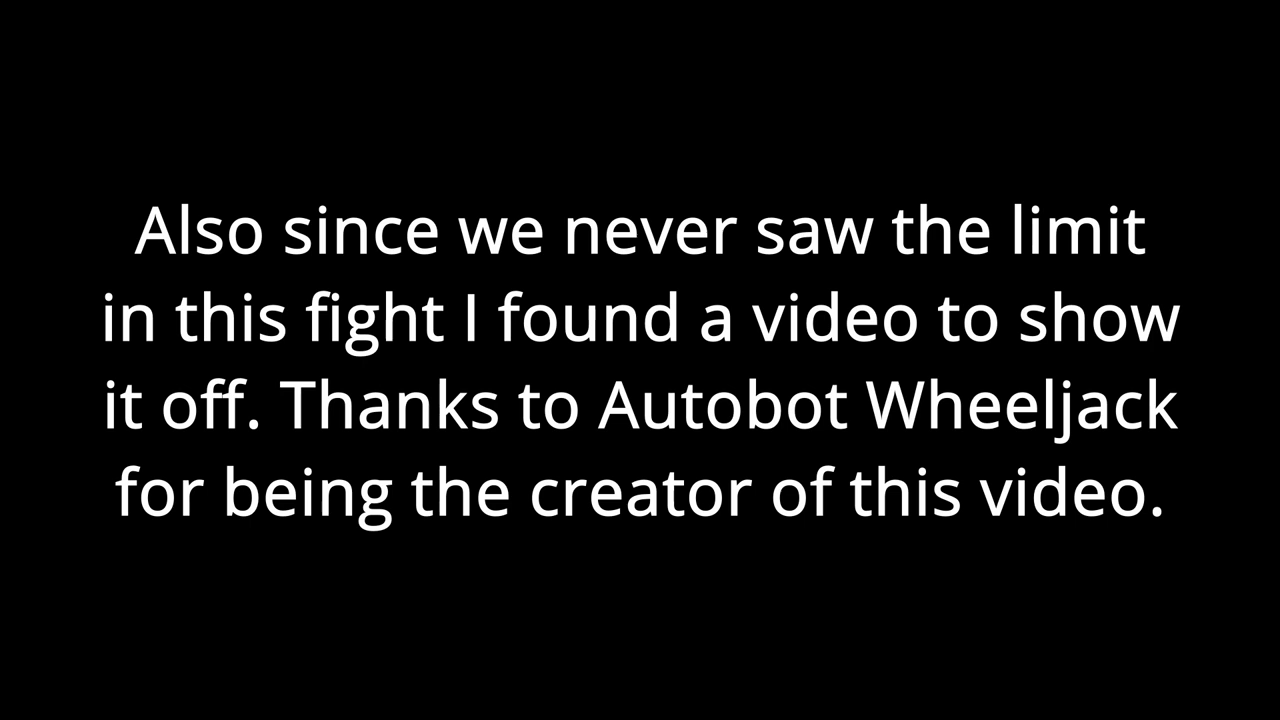 Also since we never saw the limit
in this fight I found a video to show
it off. Thanks to Autobot Wheeljack
for being the creator of this video.